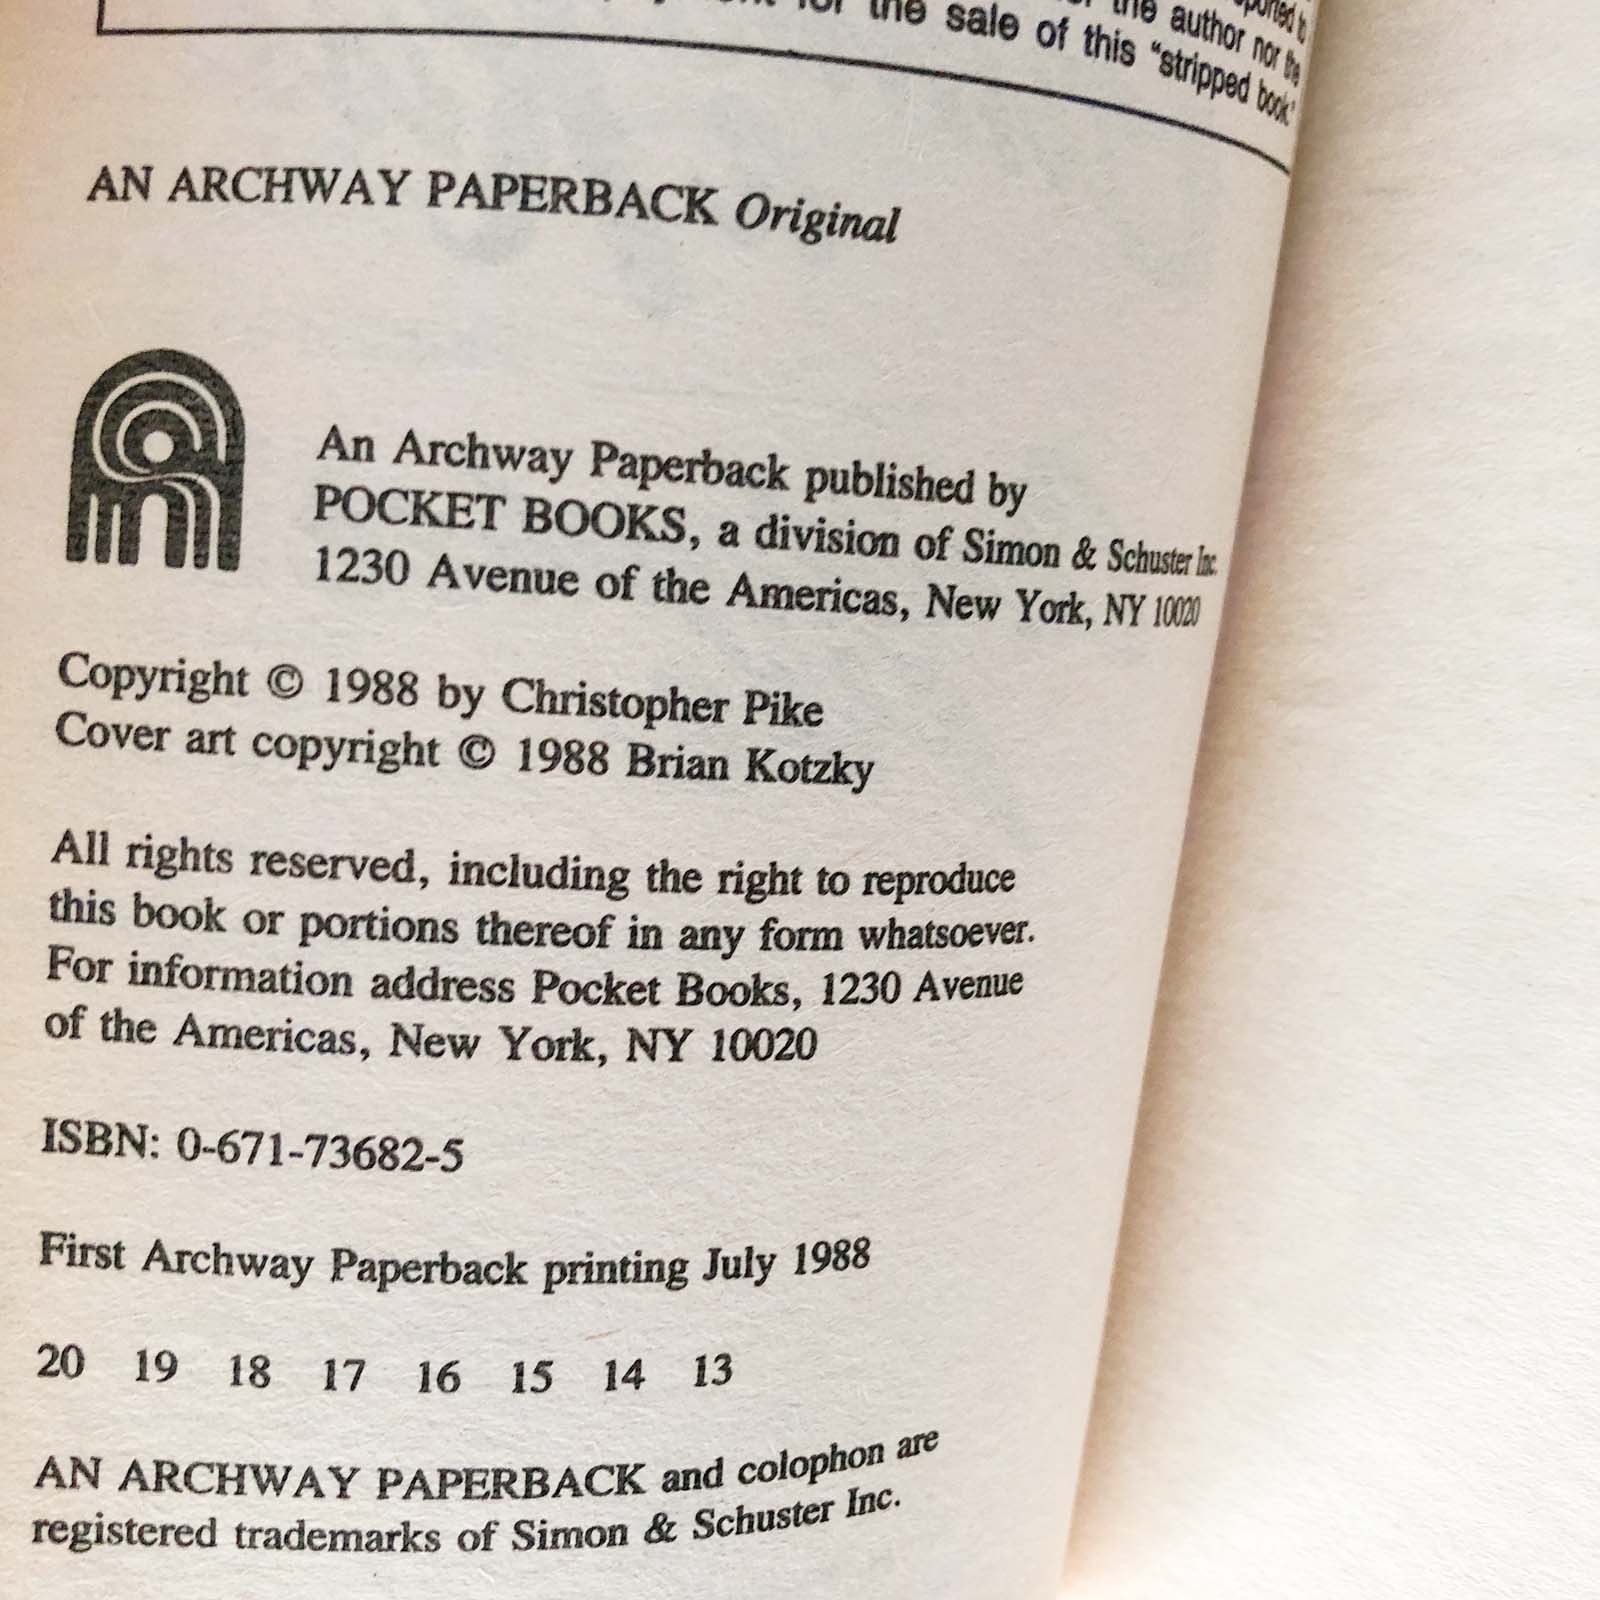 for the sale of this "stripped book."
the author nor the
AN ARCHWAY PAPERBACK Original
An Archway Paperback published by
POCKET BOOKS, a division of Simon & Schuster Inc.
1230 Avenue of the Americas, New York, NY 10020
Copyright © 1988 by Christopher Pike
Cover art copyright © 1988 Brian Kotzky
All rights reserved, including the right to reproduce
this book or portions thereof in any form whatsoever.
For information address Pocket Books, 1230 Avenue
of the Americas, New York, NY 10020
ISBN: 0-671-73682-5
First Archway Paperback printing July 1988
20 19 18 17 16 15 14 13
AN ARCHWAY PAPERBACK and colophon are
registered trademarks of Simon & Schuster Inc.